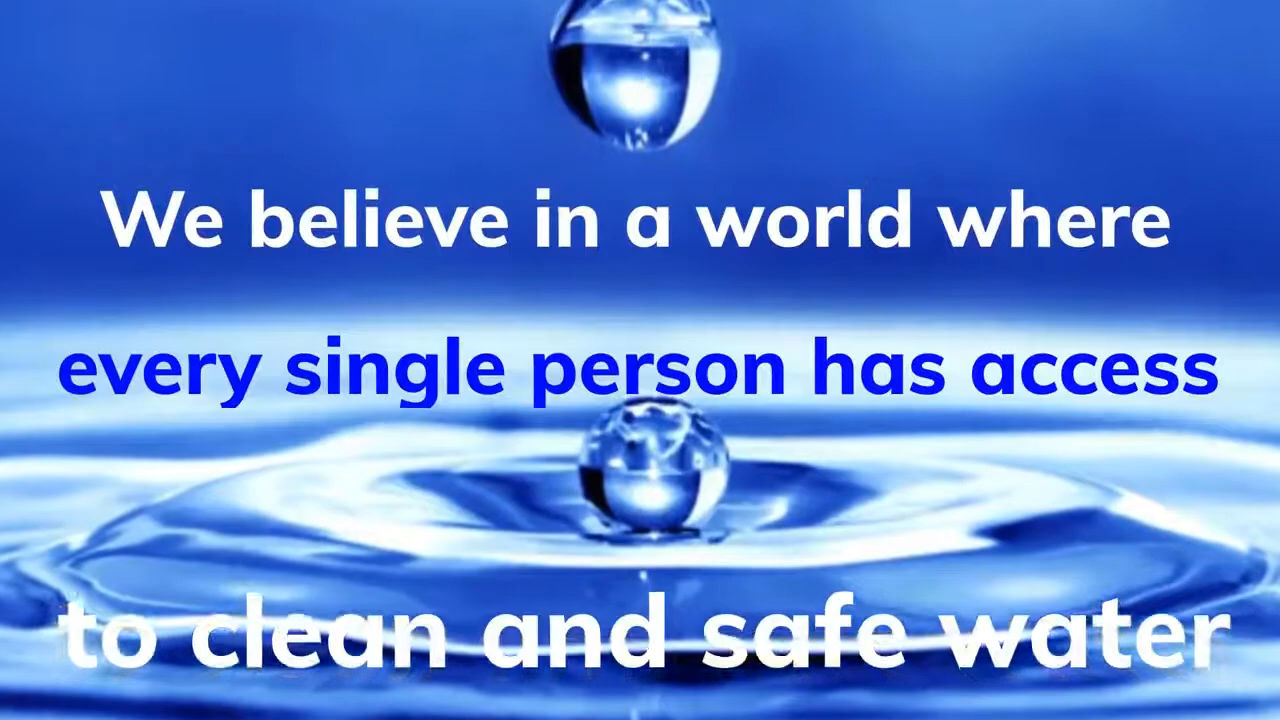 We believe in a world where
every single person has access
to clean and safe water